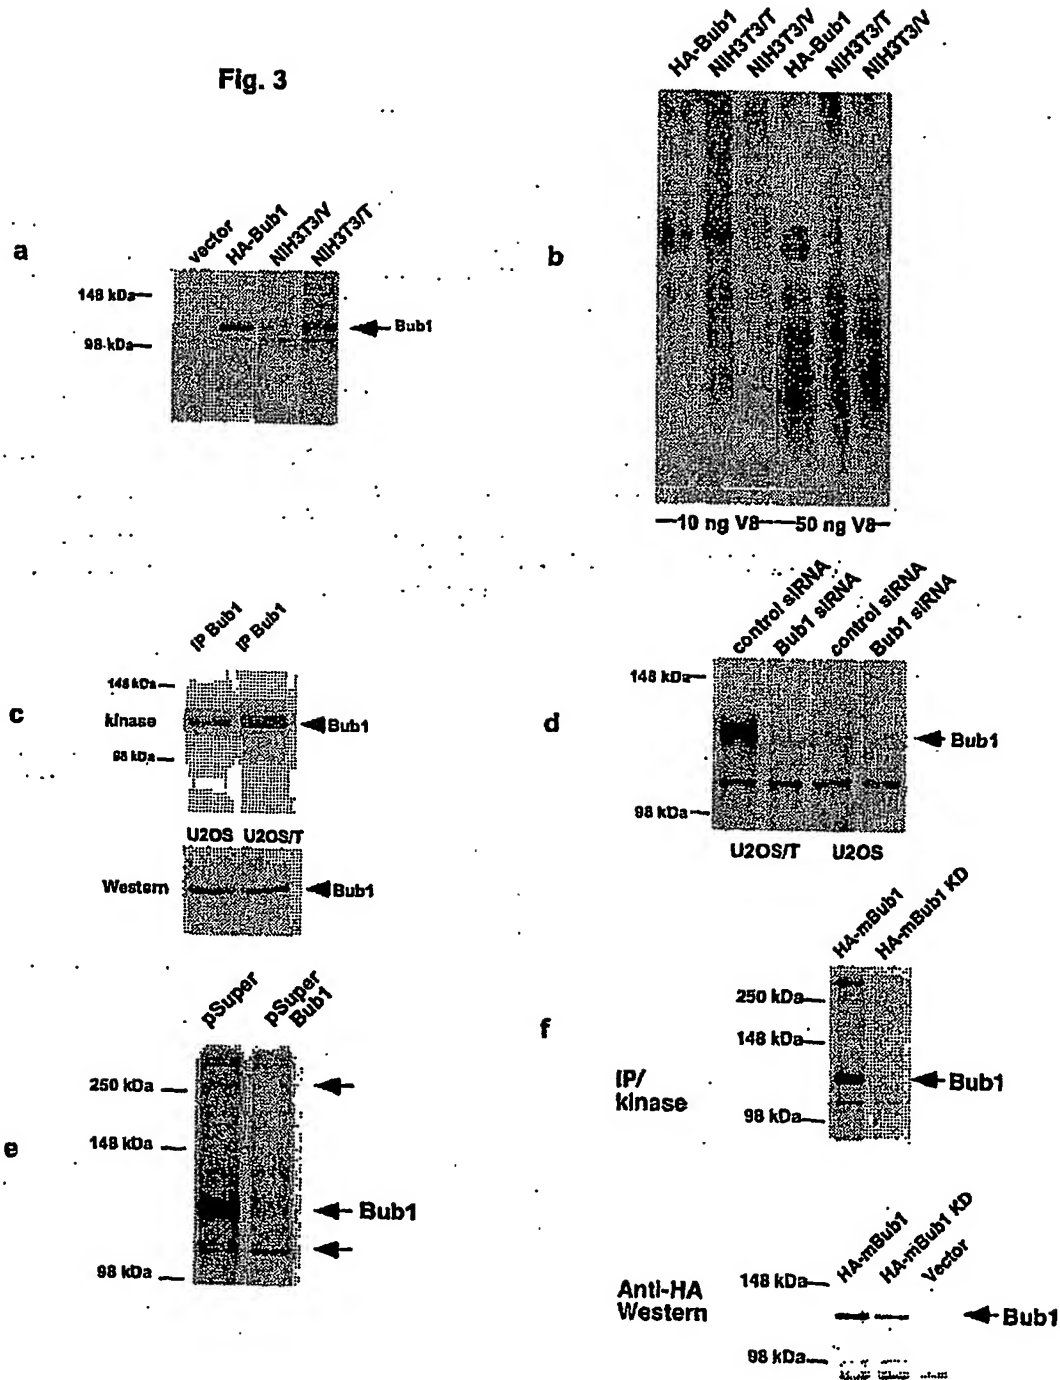 Fig. 3
a
vector
HA-Bub1
NIH3T3/V
NIH3T3/T
148 kDa
98 kDa
Bub1
b
HA-Bub1
NIH3T3/T
NIH3T3/V
HA-Bub1
NIH3T3/T
NIH3T3/V
10 ng V8
50 ng V8
c
IP Bub1
IP Bub1
148 kDa
kinase
Bub1
98 kDa
U2OS
U2OS/T
Western
Bub1
d
control siRNA
Bub1 siRNA
control siRNA
Bub1 siRNA
148 kDa
Bub1
98 kDa
U2OS/T
U2OS
e
pSuper
pSuper
Bub1
250 kDa
148 kDa
Bub1
98 kDa
f
HA-mBub1
HA-mBub1 KD
250 kDa
148 kDa
IP/
kinase
Bub1
98 kDa
HA-mBub1
HA-mBub1 KD
Vector
Anti-HA
Western
148 kDa
Bub1
98 kDa